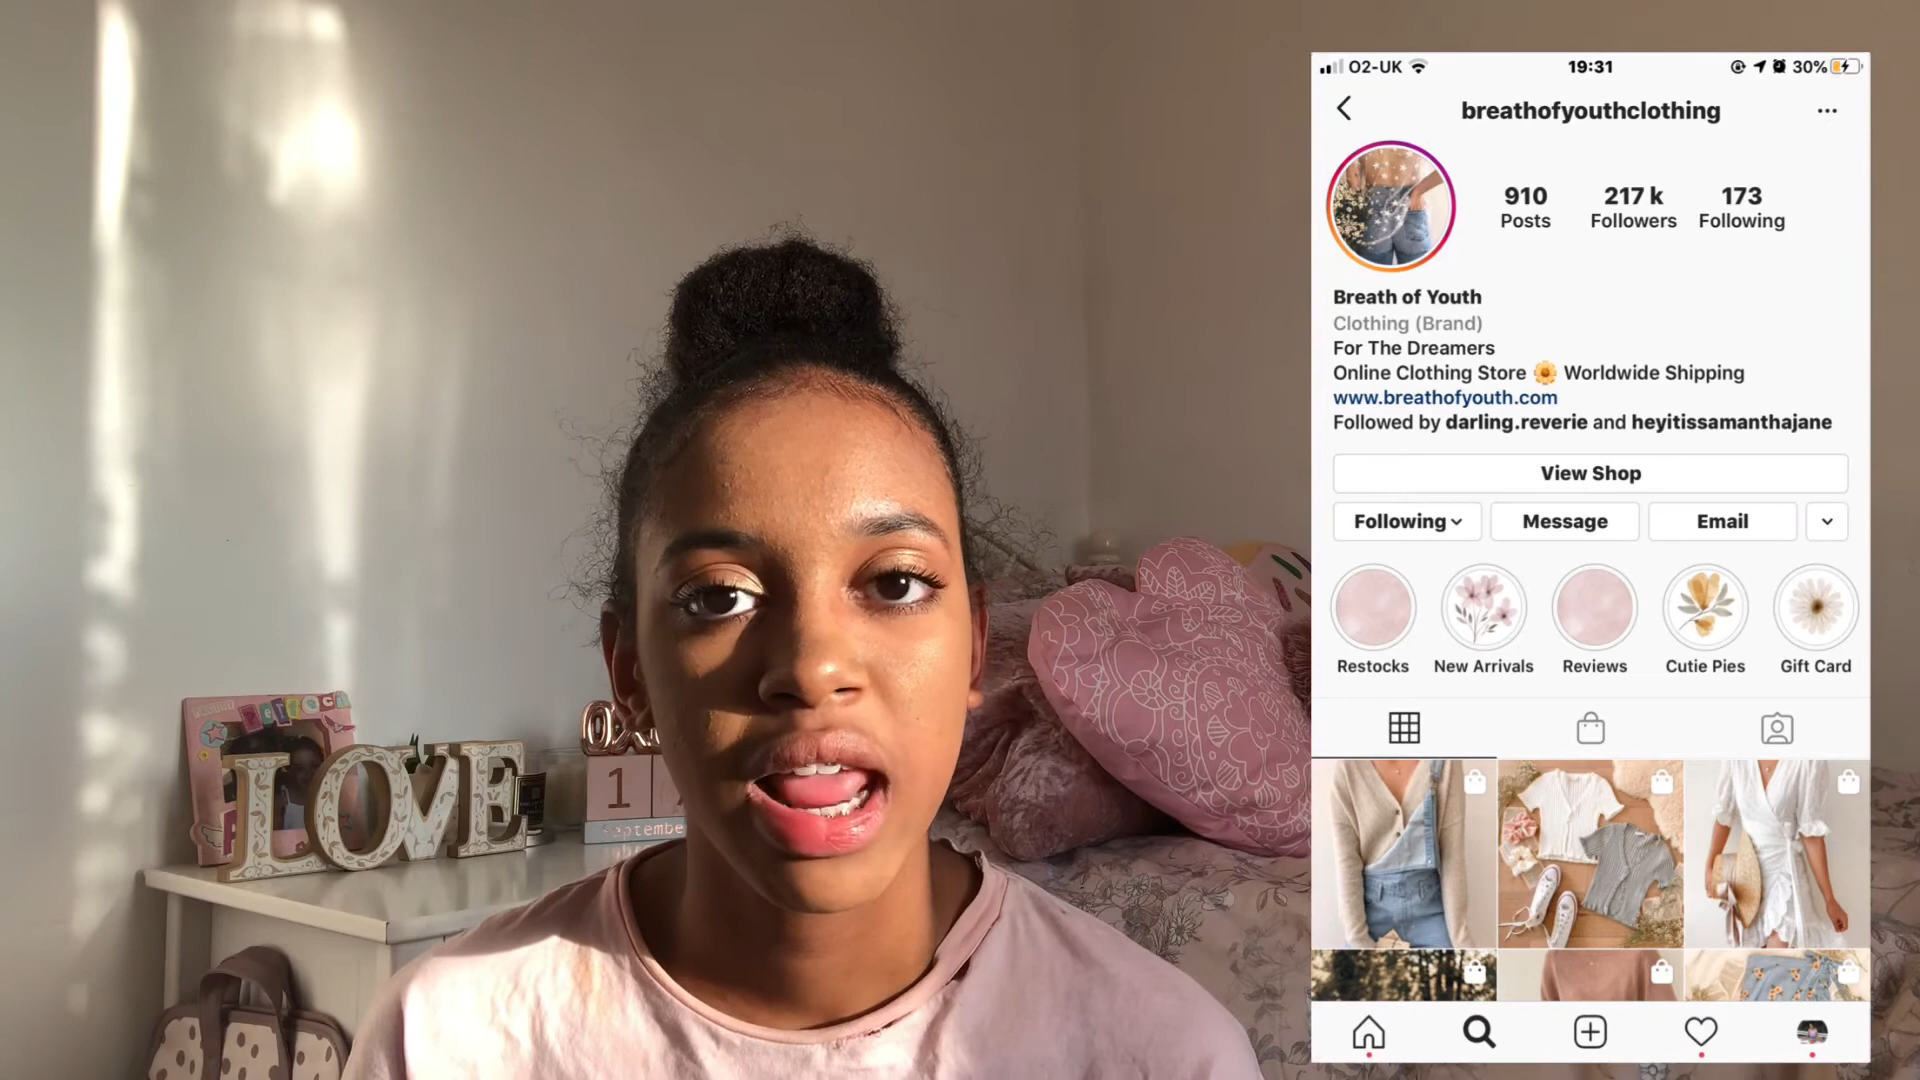 LOVE
1
September
O2-UK
19:31
30%
breathofyouthclothing
910
Posts
217 k
Followers
173
Following
Breath of Youth
Clothing (Brand)
For The Dreamers
Online Clothing Store 🌼 Worldwide Shipping
www.breathofyouth.com
Followed by darling.reverie and heyitissamanthajane
View Shop
Following
Message
Email
Restocks
New Arrivals
Reviews
Cutie Pies
Gift Card